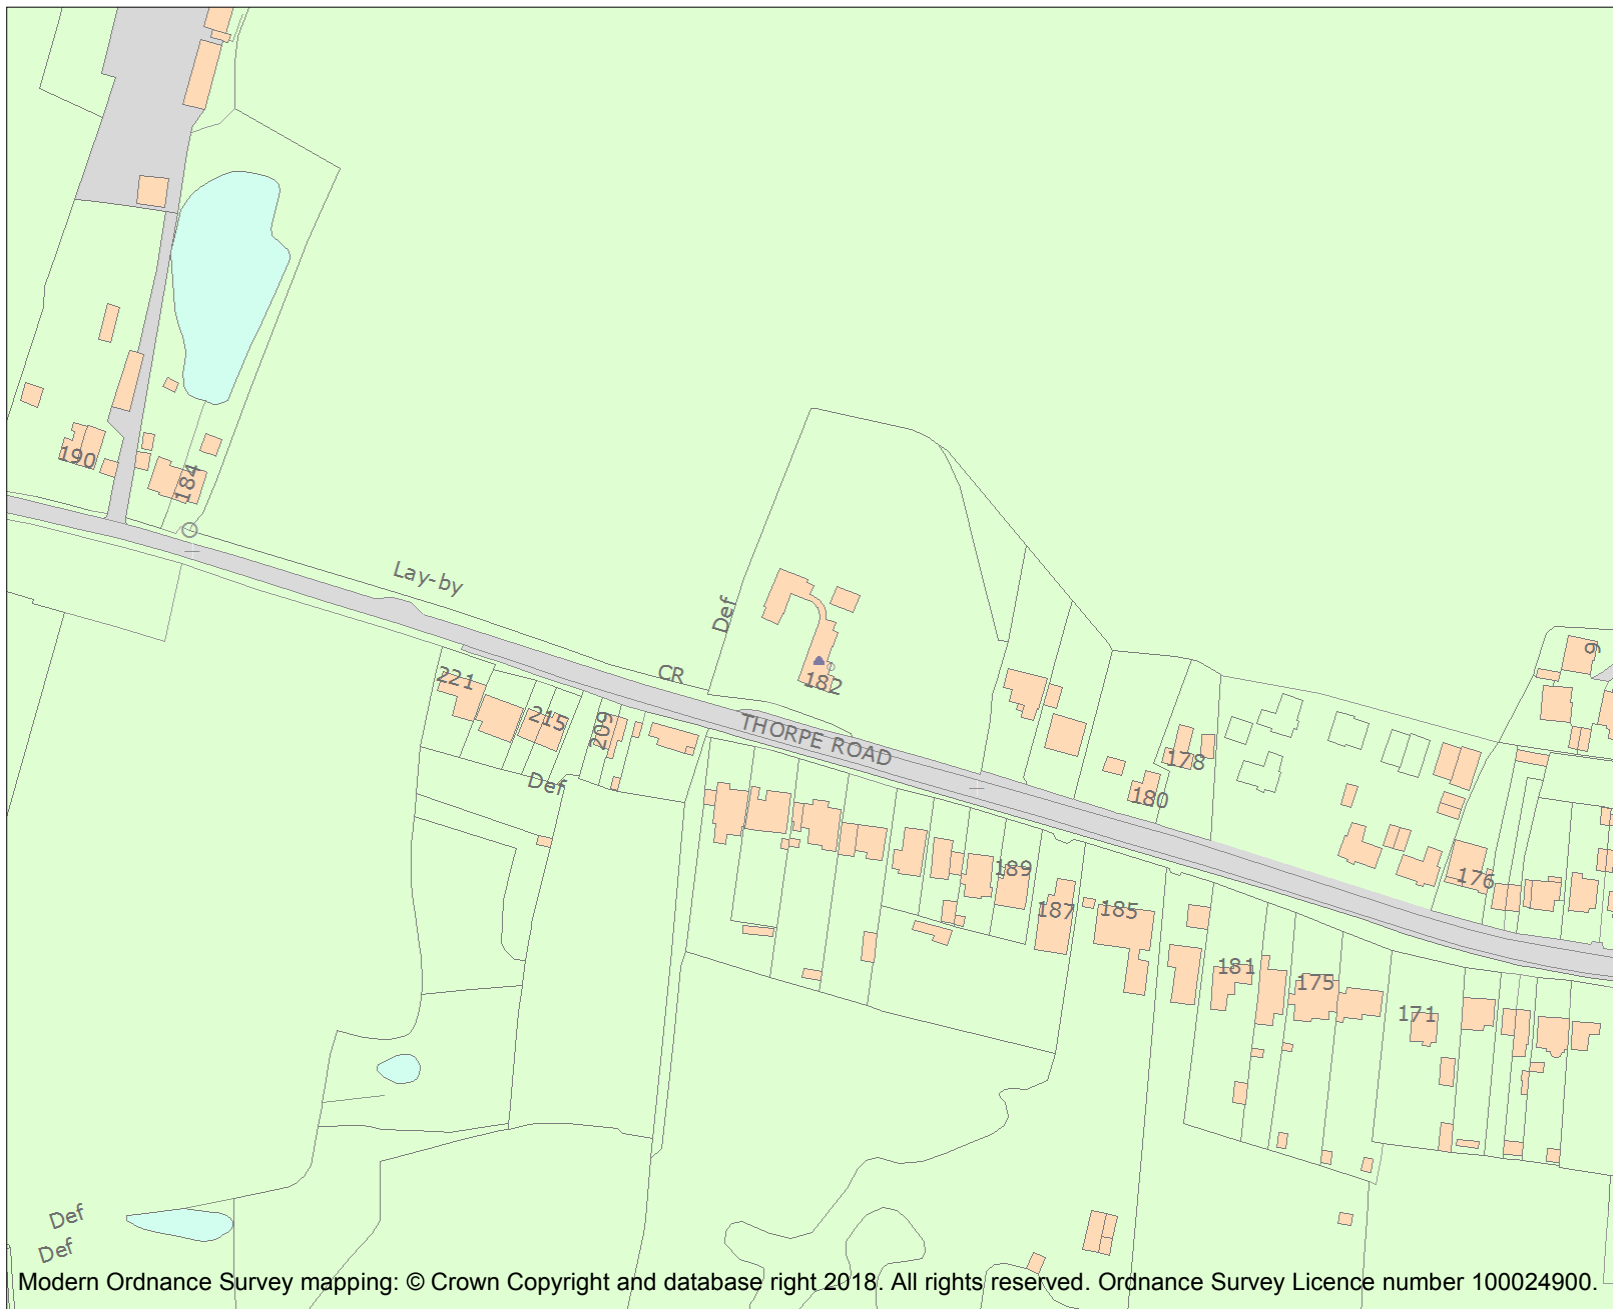 190
184
Lay-by
Def
CR
182
THORPE ROAD
221
215
209
Def
9
178
180
176
189
187
185
181
175
171
Def
Def
Modern Ordnance Survey mapping: © Crown Copyright and database right 2018. All rights reserved. Ordnance Survey Licence number 100024900.